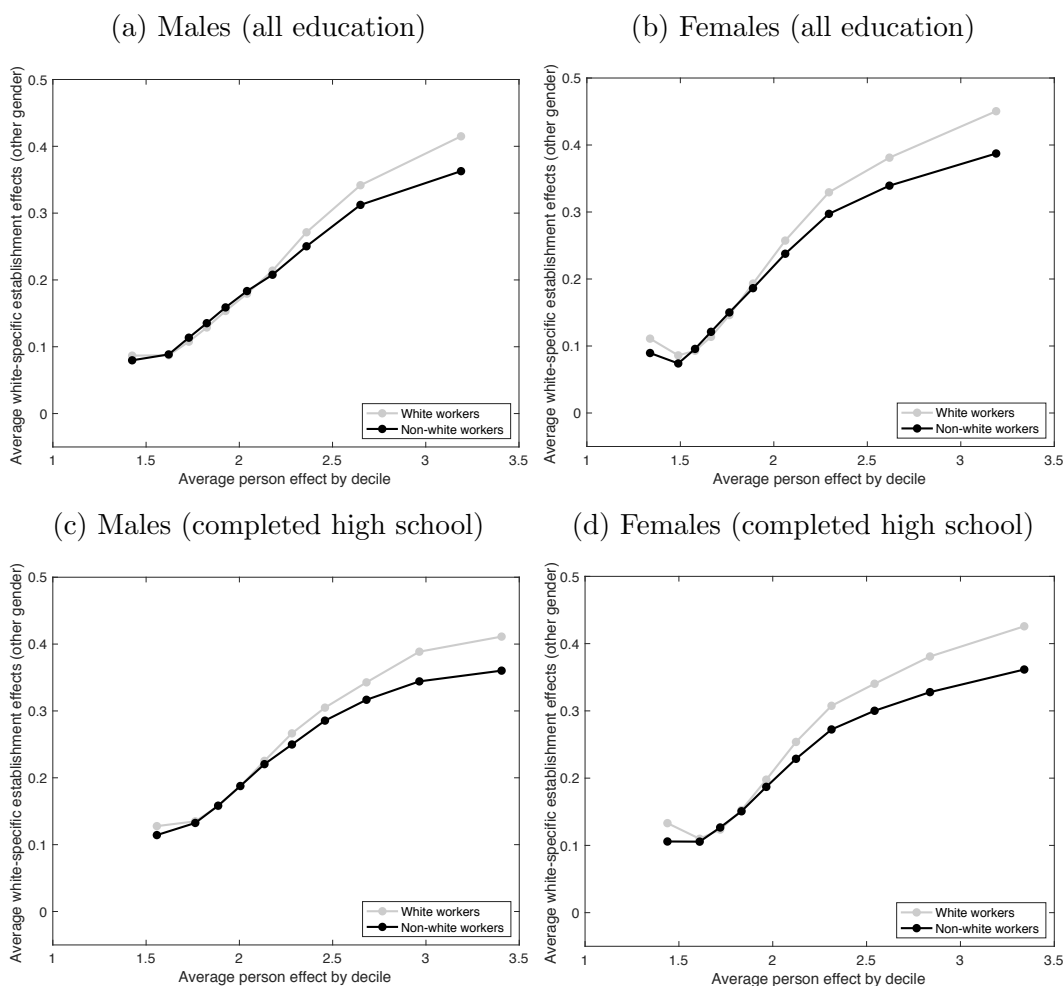 (a) Males (all education)
Average white-specific establishment effects (other gender)
0.5
0.4
0.3
0.2
0.1
0
1
1.5
2
2.5
3
3.5
Average person effect by decile
White workers
Non-white workers
(b) Females (all education)
Average white-specific establishment effects (other gender)
0.5
0.4
0.3
0.2
0.1
0
1
1.5
2
2.5
3
3.5
Average person effect by decile
White workers
Non-white workers
(c) Males (completed high school)
Average white-specific establishment effects (other gender)
0.5
0.4
0.3
0.2
0.1
0
1
1.5
2
2.5
3
3.5
Average person effect by decile
White workers
Non-white workers
(d) Females (completed high school)
Average white-specific establishment effects (other gender)
0.5
0.4
0.3
0.2
0.1
0
1
1.5
2
2.5
3
3.5
Average person effect by decile
White workers
Non-white workers